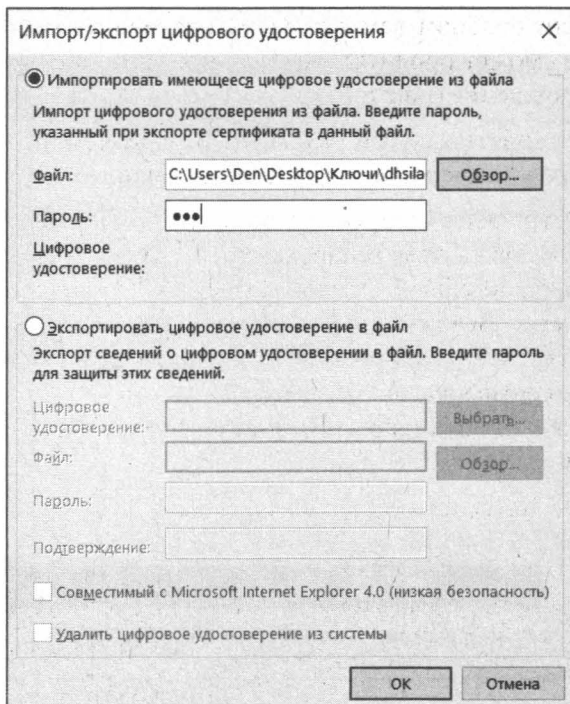 Импорт/экспорт цифрового удостоверения
Импортировать имеющееся цифровое удостоверение из файла
Импорт цифрового удостоверения из файла. Введите пароль,
указанный при экспорте сертификата в данный файл.
Файл: C:\Users\Den\Desktop\Ключи\dhsila Обзор...
Пароль: •••
Цифровое
удостоверение:
Экспортировать цифровое удостоверение в файл
Экспорт сведений о цифровом удостоверении в файл. Введите пароль
для защиты этих сведений.
Цифровое
удостоверение: Выбрать...
Файл: Обзор...
Пароль:
Подтверждение:
Совместимый с Microsoft Internet Explorer 4.0 (низкая безопасность)
Удалить цифровое удостоверение из системы
ОК Отмена